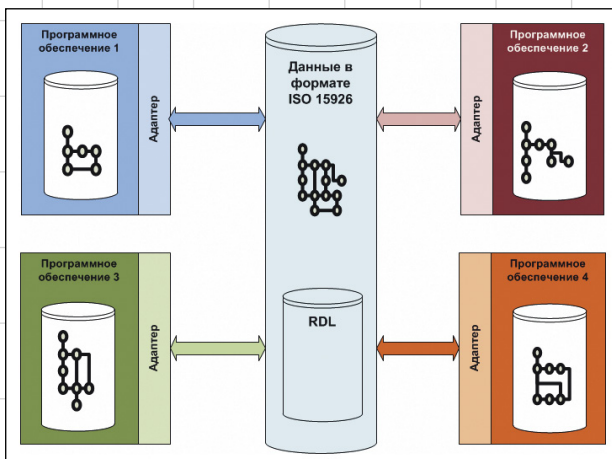 Программное
обеспечение 1
Адаптер
Данные в
формате
ISO 15926
Программное
обеспечение 2
Адаптер
Программное
обеспечение 3
Адаптер
RDL
Программное
обеспечение 4
Адаптер